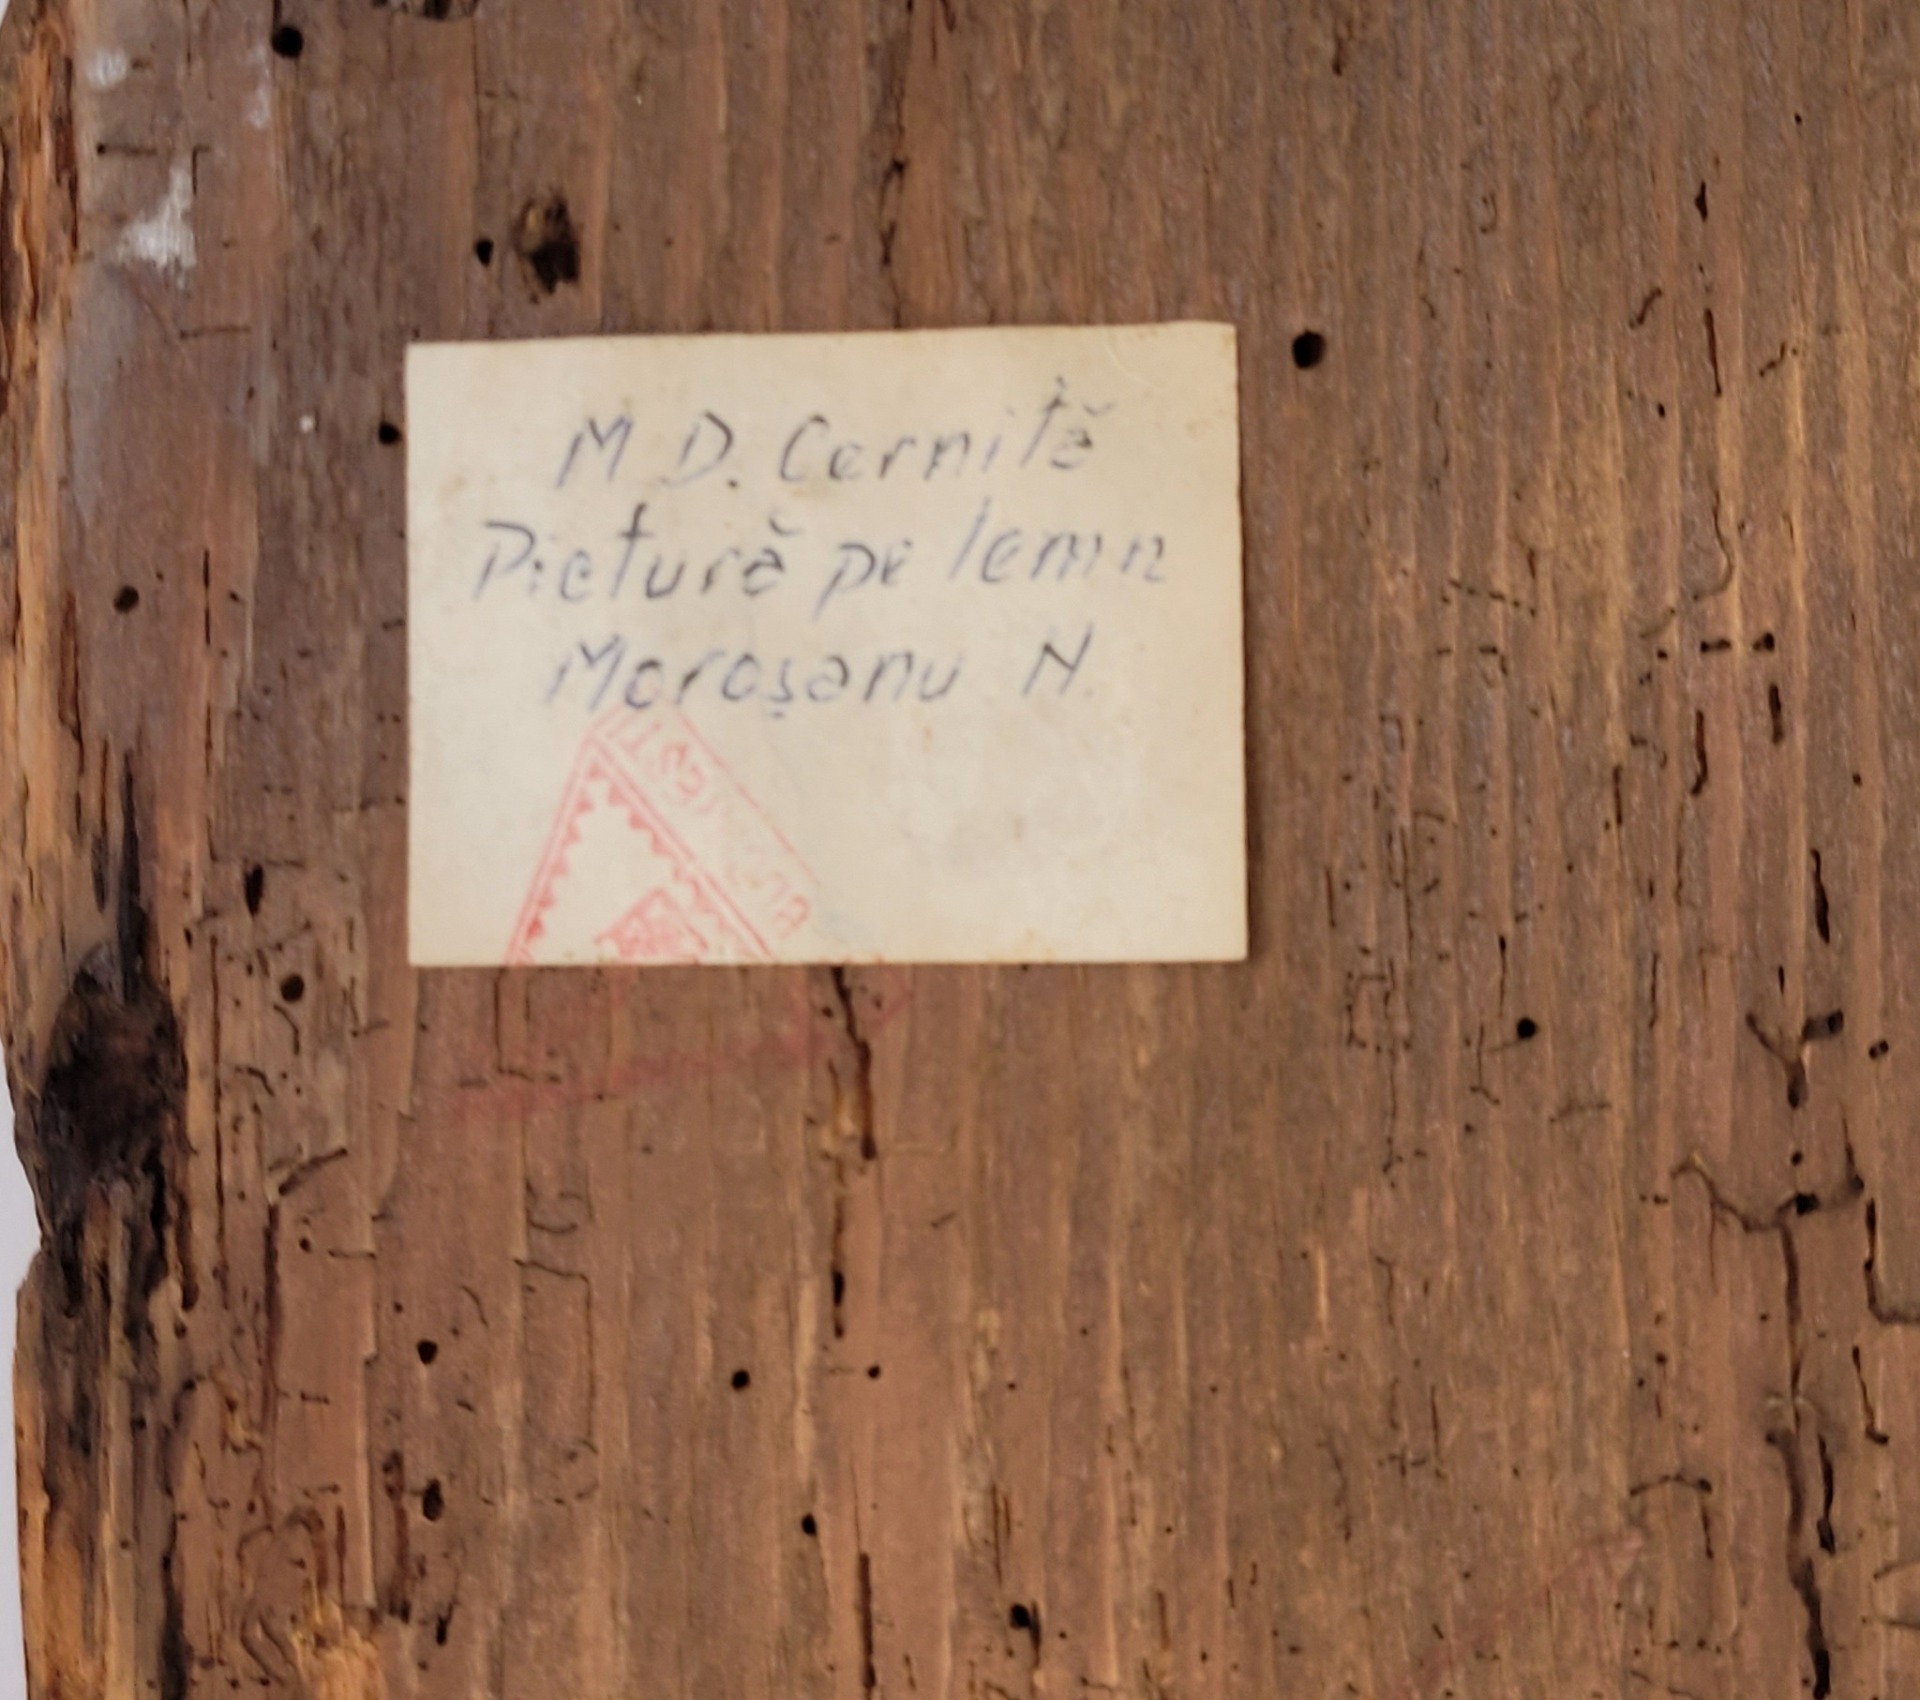 M D. Cernită
Pictură pe lemn
Moroșanu N.